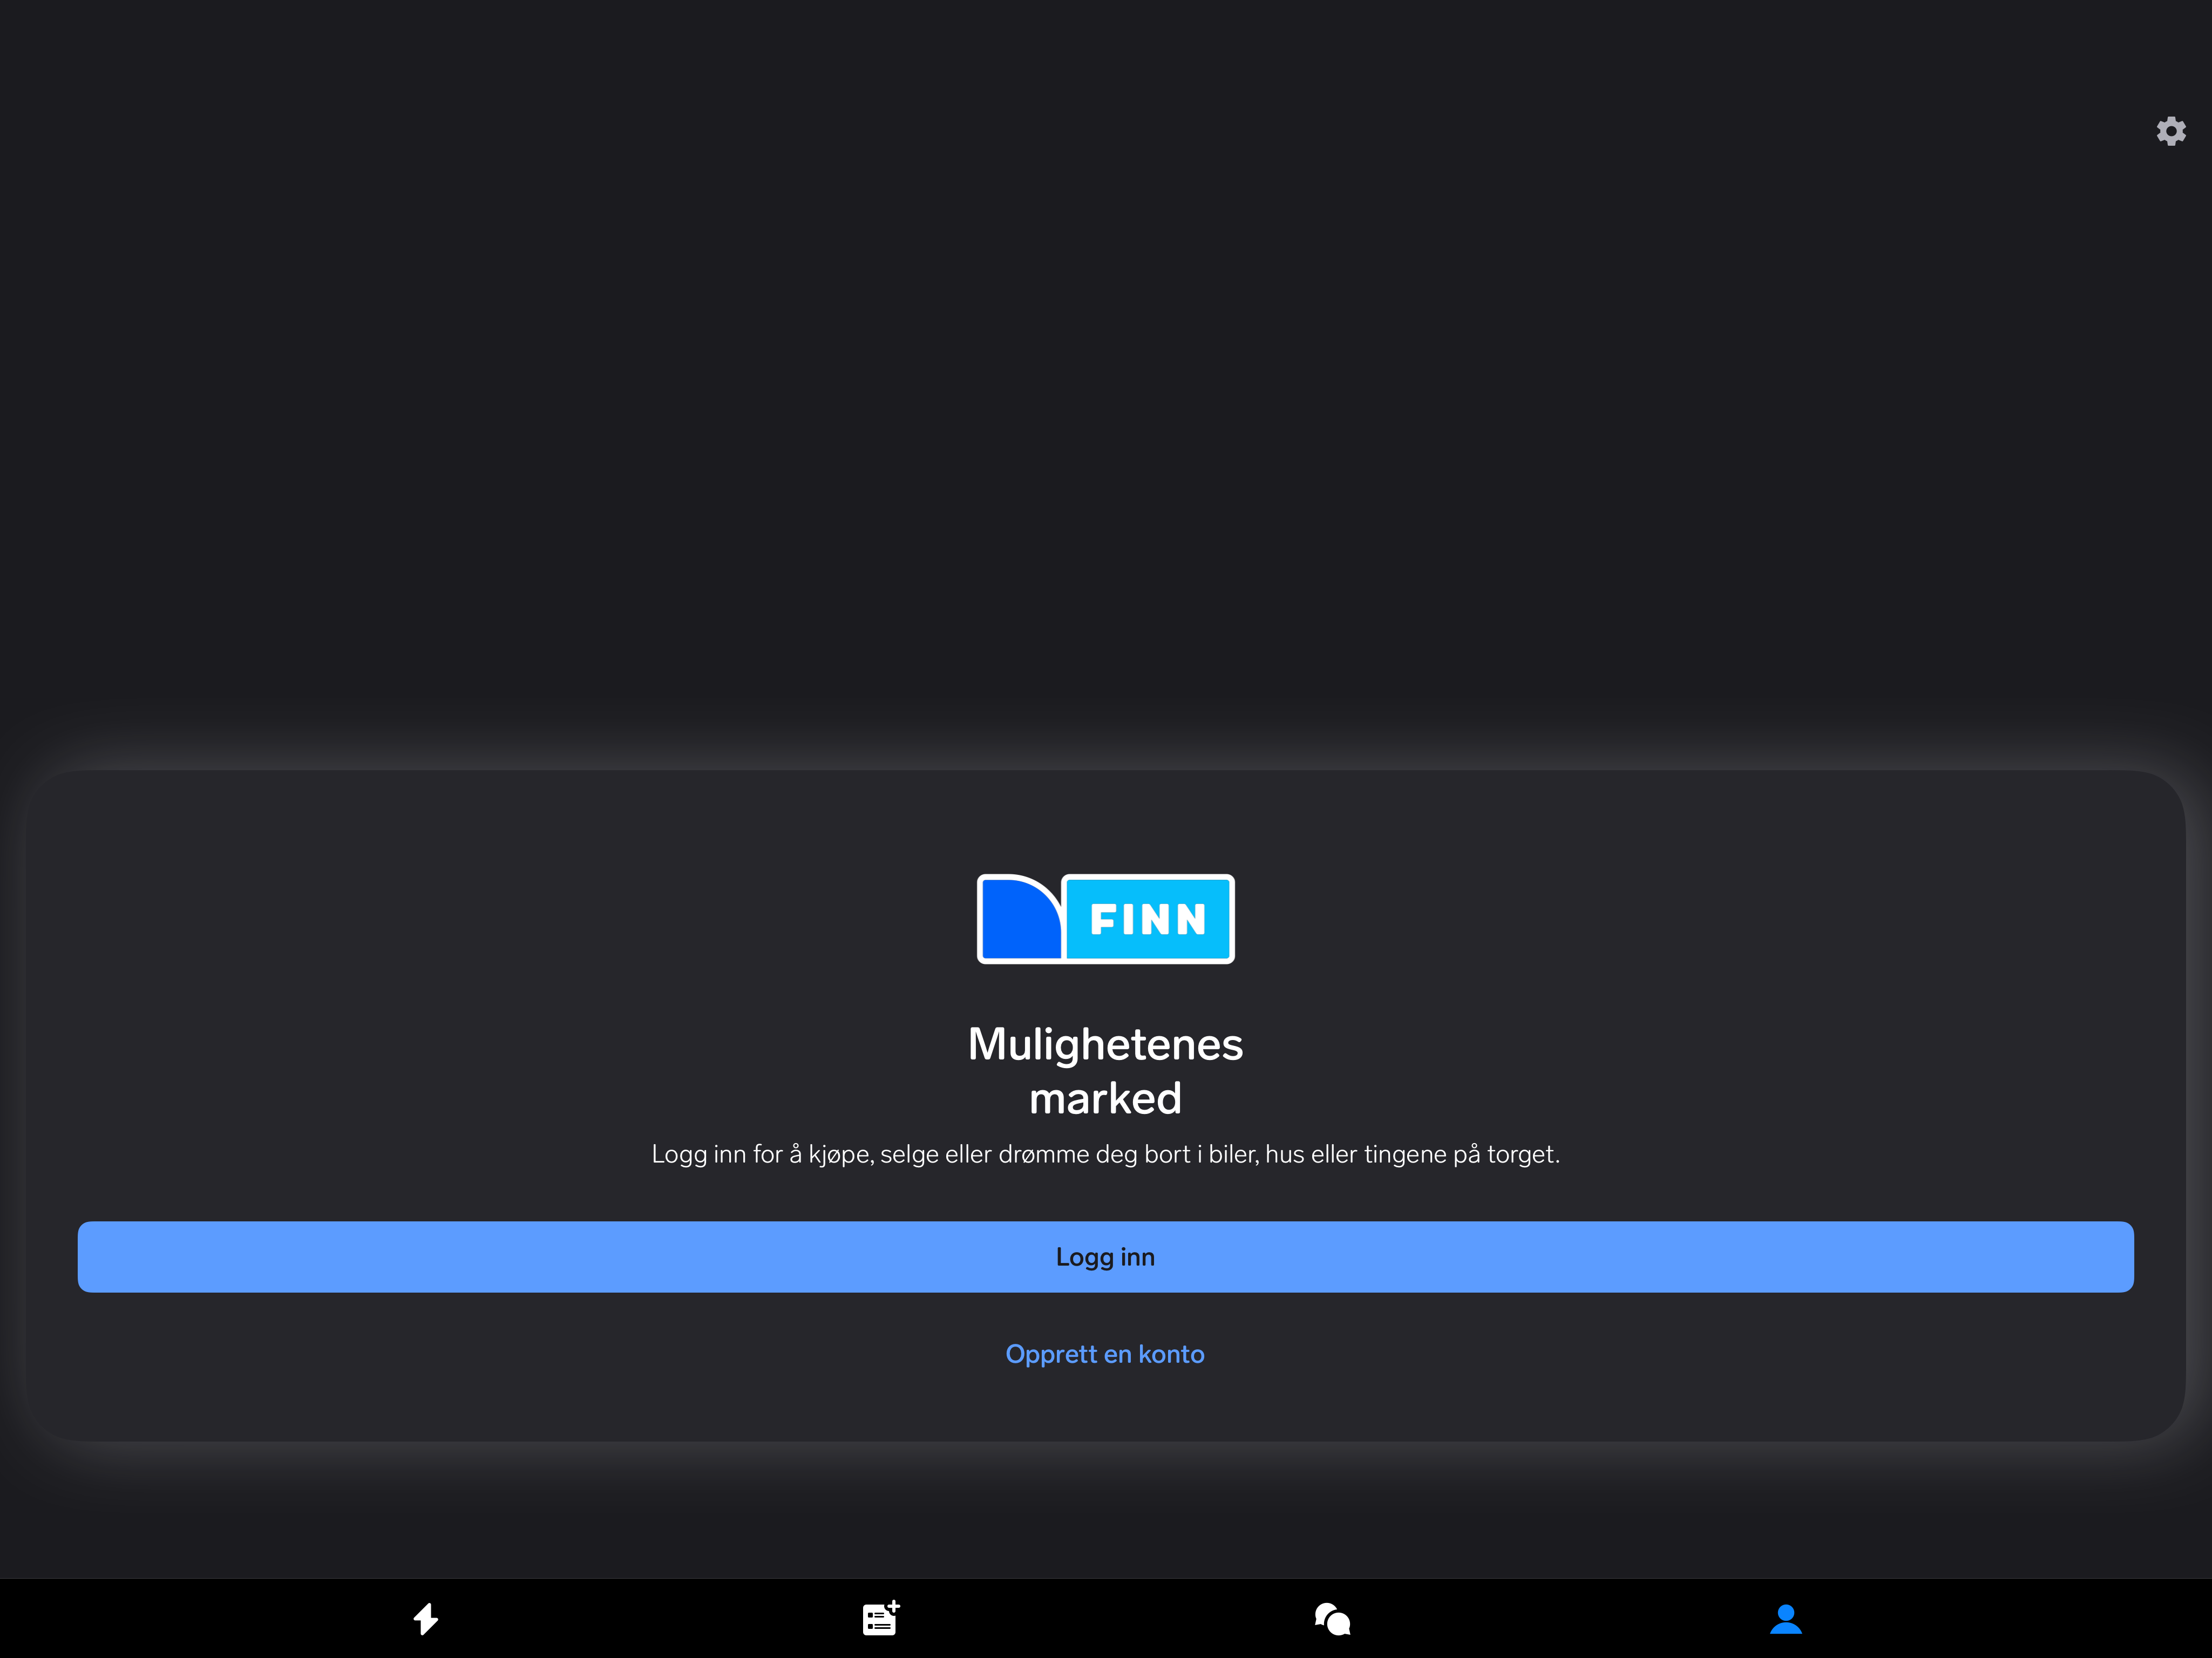 FINN
Mulighetenes
marked
Logg inn for å kjøpe, selge eller drømme deg bort i biler, hus eller tingene på torget.
Logg inn
Opprett en konto